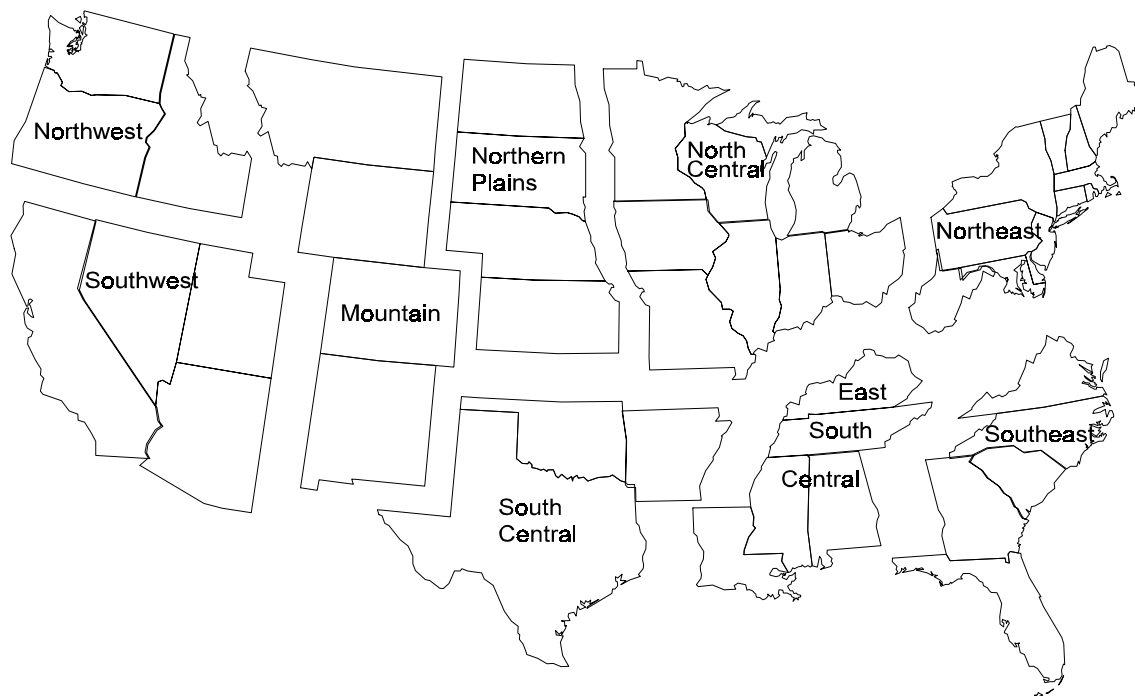 Northwest
Northern
Plains
North
Central
Northeast
Southwest
Mountain
East
South
Central
Southeast
South
Central